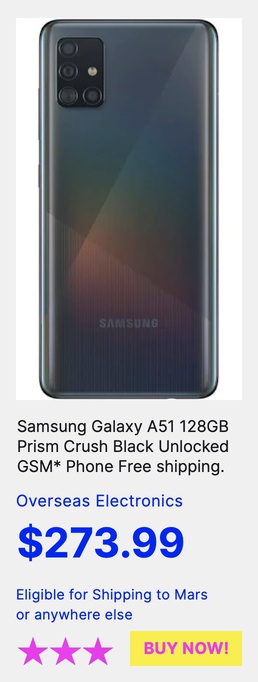 SAMSUNG
Samsung Galaxy A51 128GB
Prism Crush Black Unlocked
GSM* Phone Free shipping.
Overseas Electronics
$273.99
Eligible for Shipping to Mars
or anywhere else
BUY NOW!